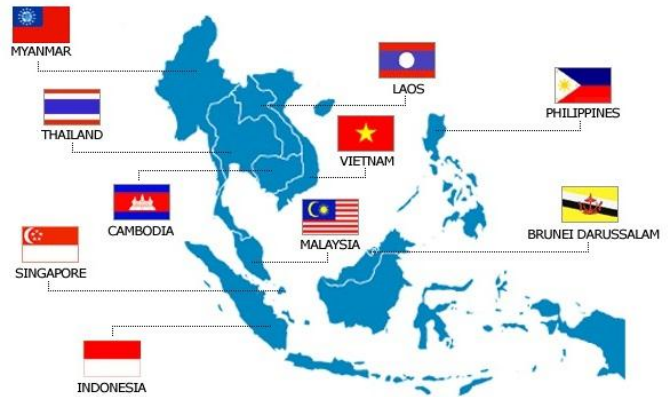 MYANMAR
LAOS
PHILIPPINES
THAILAND
VIETNAM
CAMBODIA
MALAYSIA
BRUNEI DARUSSALAM
SINGAPORE
INDONESIA